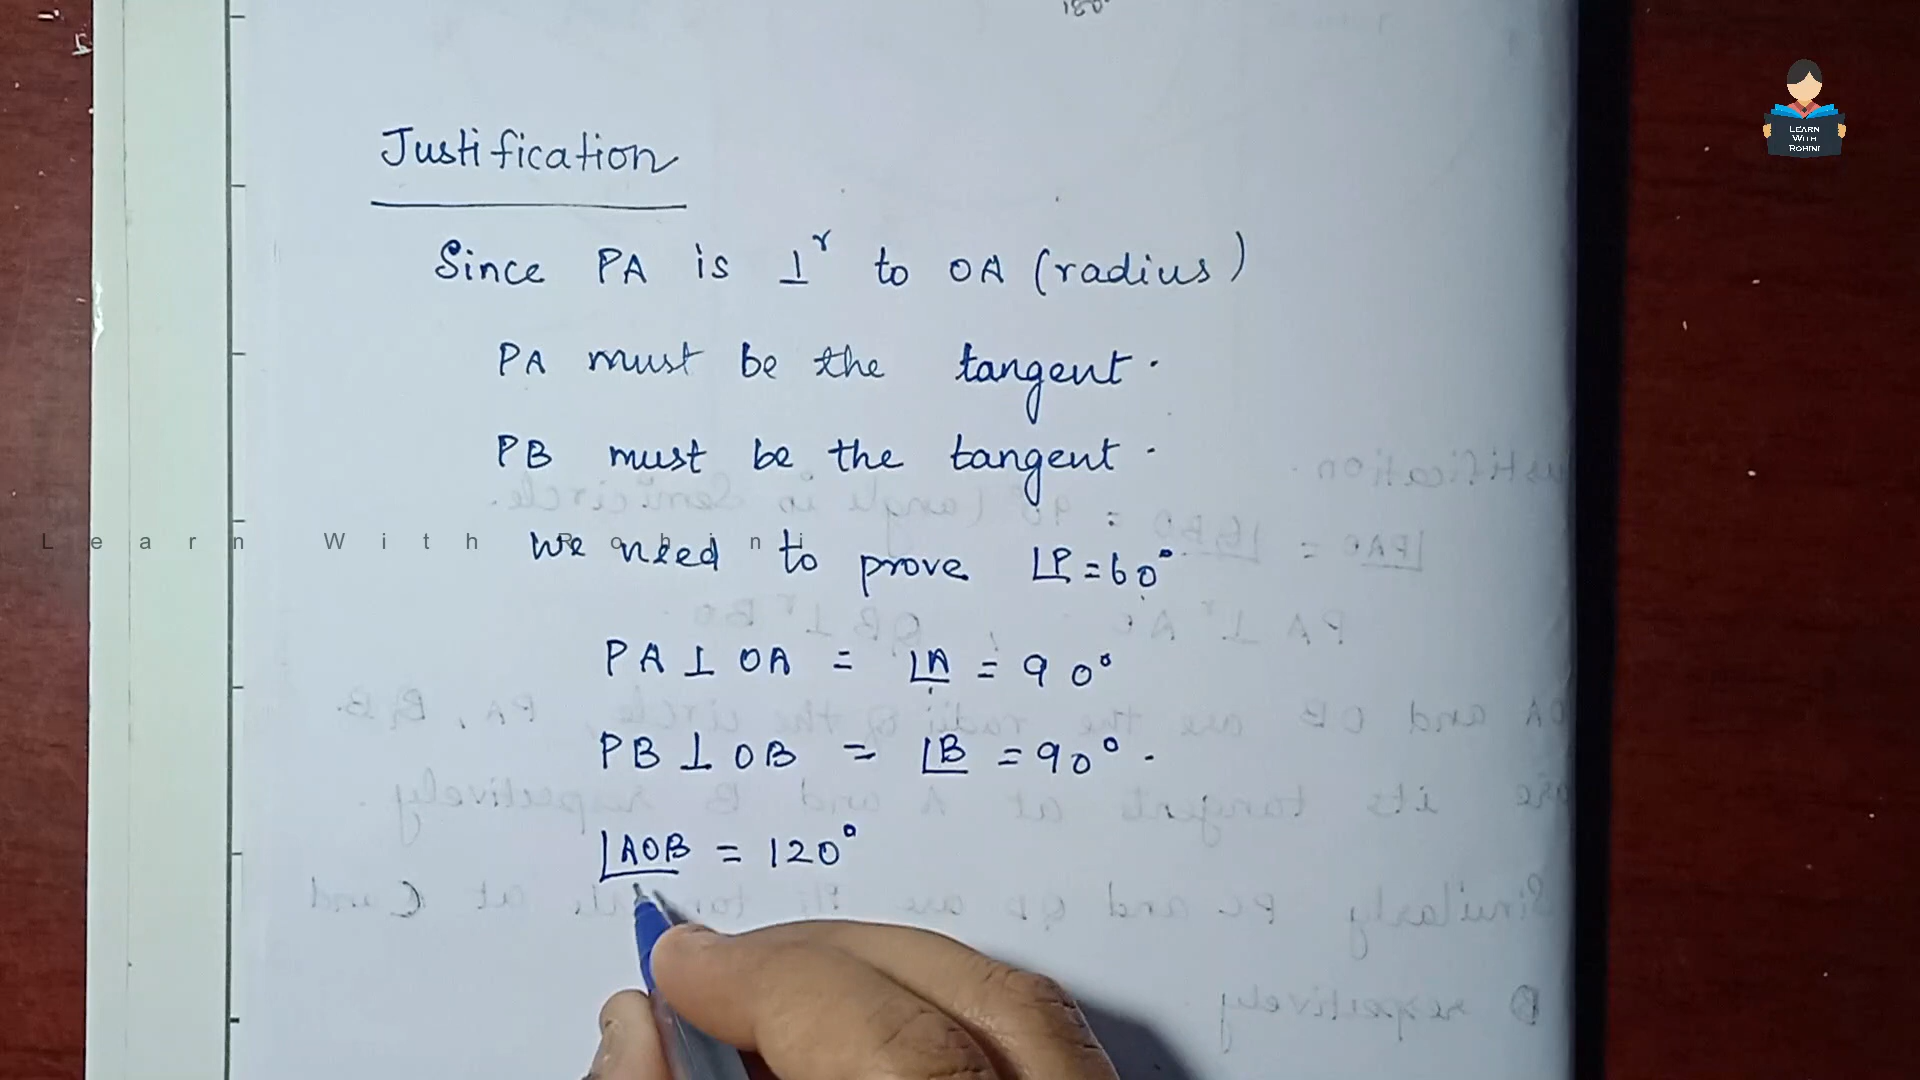 180°
LEARN
WITH
ROHINI
Justification
Since PA is ⊥ʳ to OA (radius)
PA must be the tangent.
PB must be the tangent.
Learn With Rohini
We need to prove ∠P = 60°
PA ⊥ OA = ∠A = 90°
PB ⊥ OB = ∠B = 90°.
∠AOB = 120°